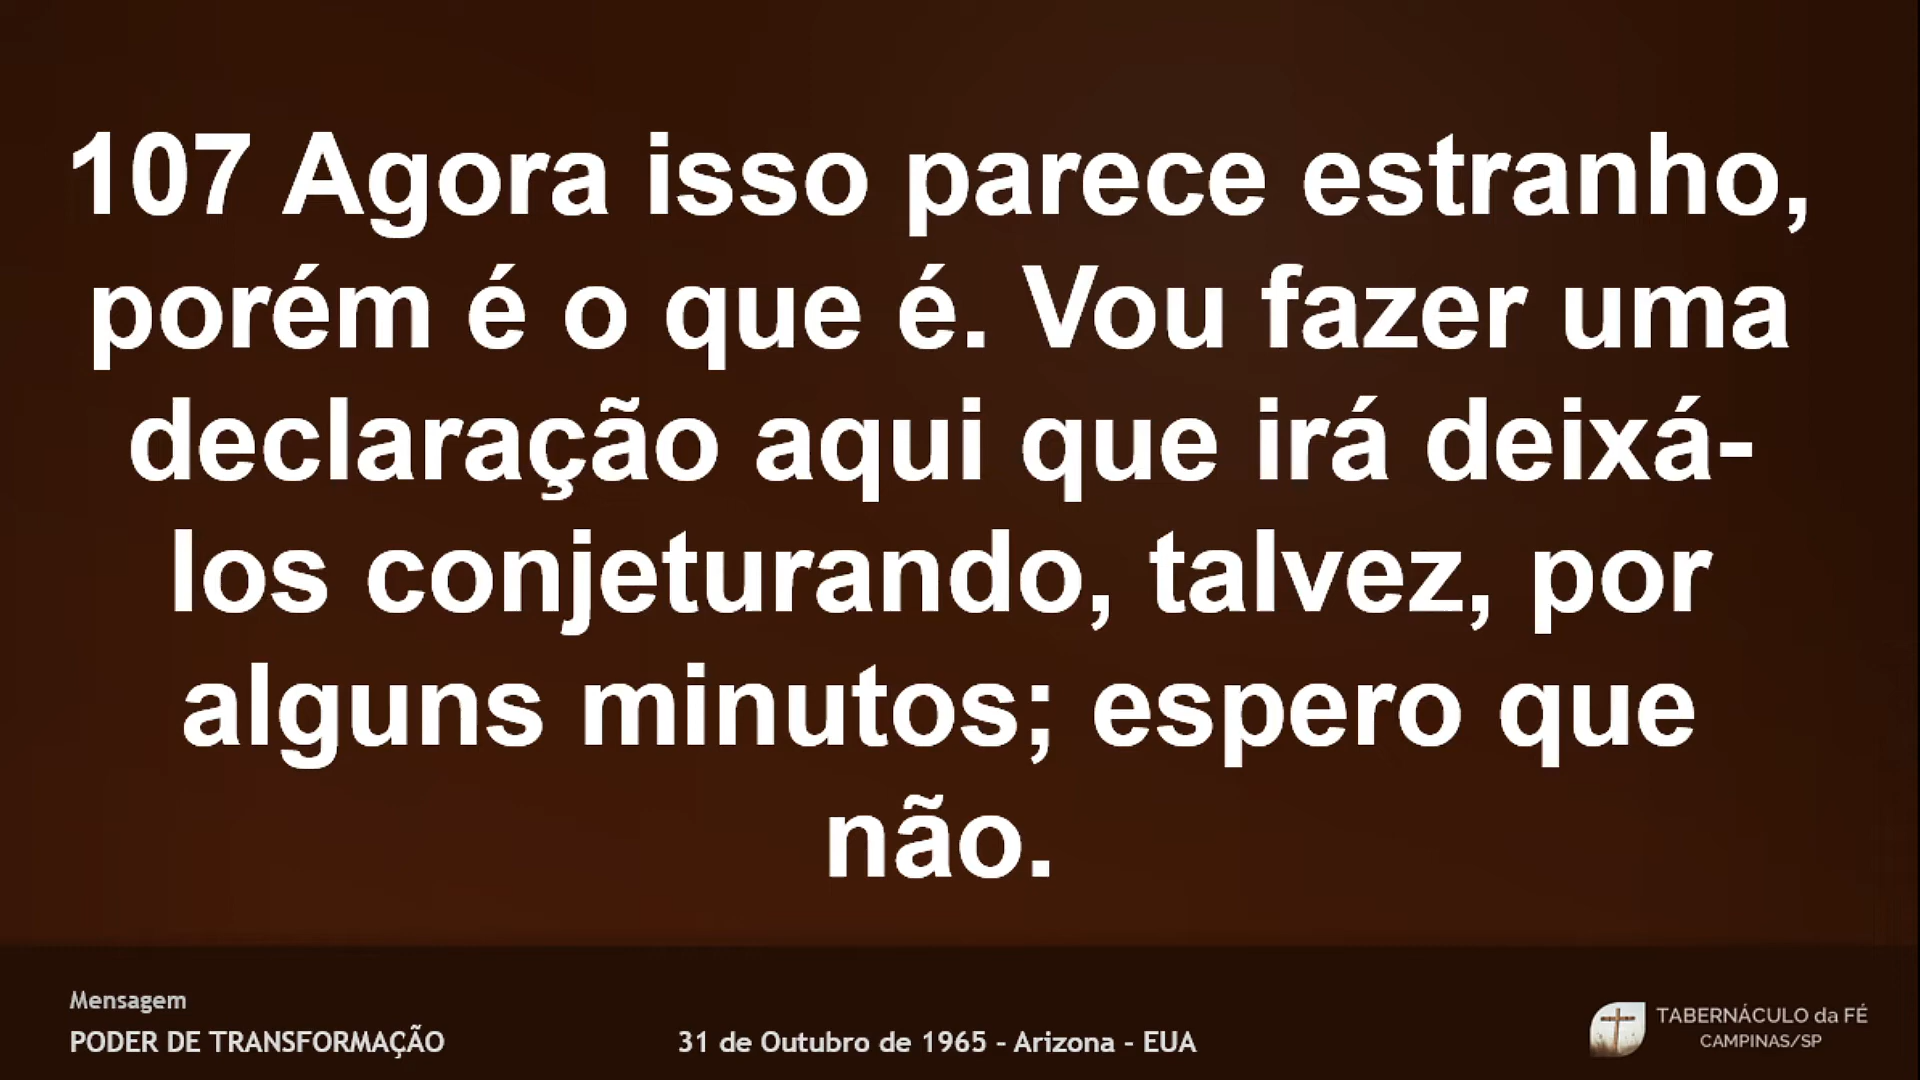 107 Agora isso parece estranho,
porém é o que é. Vou fazer uma
declaração aqui que irá deixá-
los conjeturando, talvez, por
alguns minutos; espero que
não.
Mensagem
PODER DE TRANSFORMAÇÃO
31 de Outubro de 1965 - Arizona - EUA
TABERNÁCULO da FÉ
CAMPINAS/SP